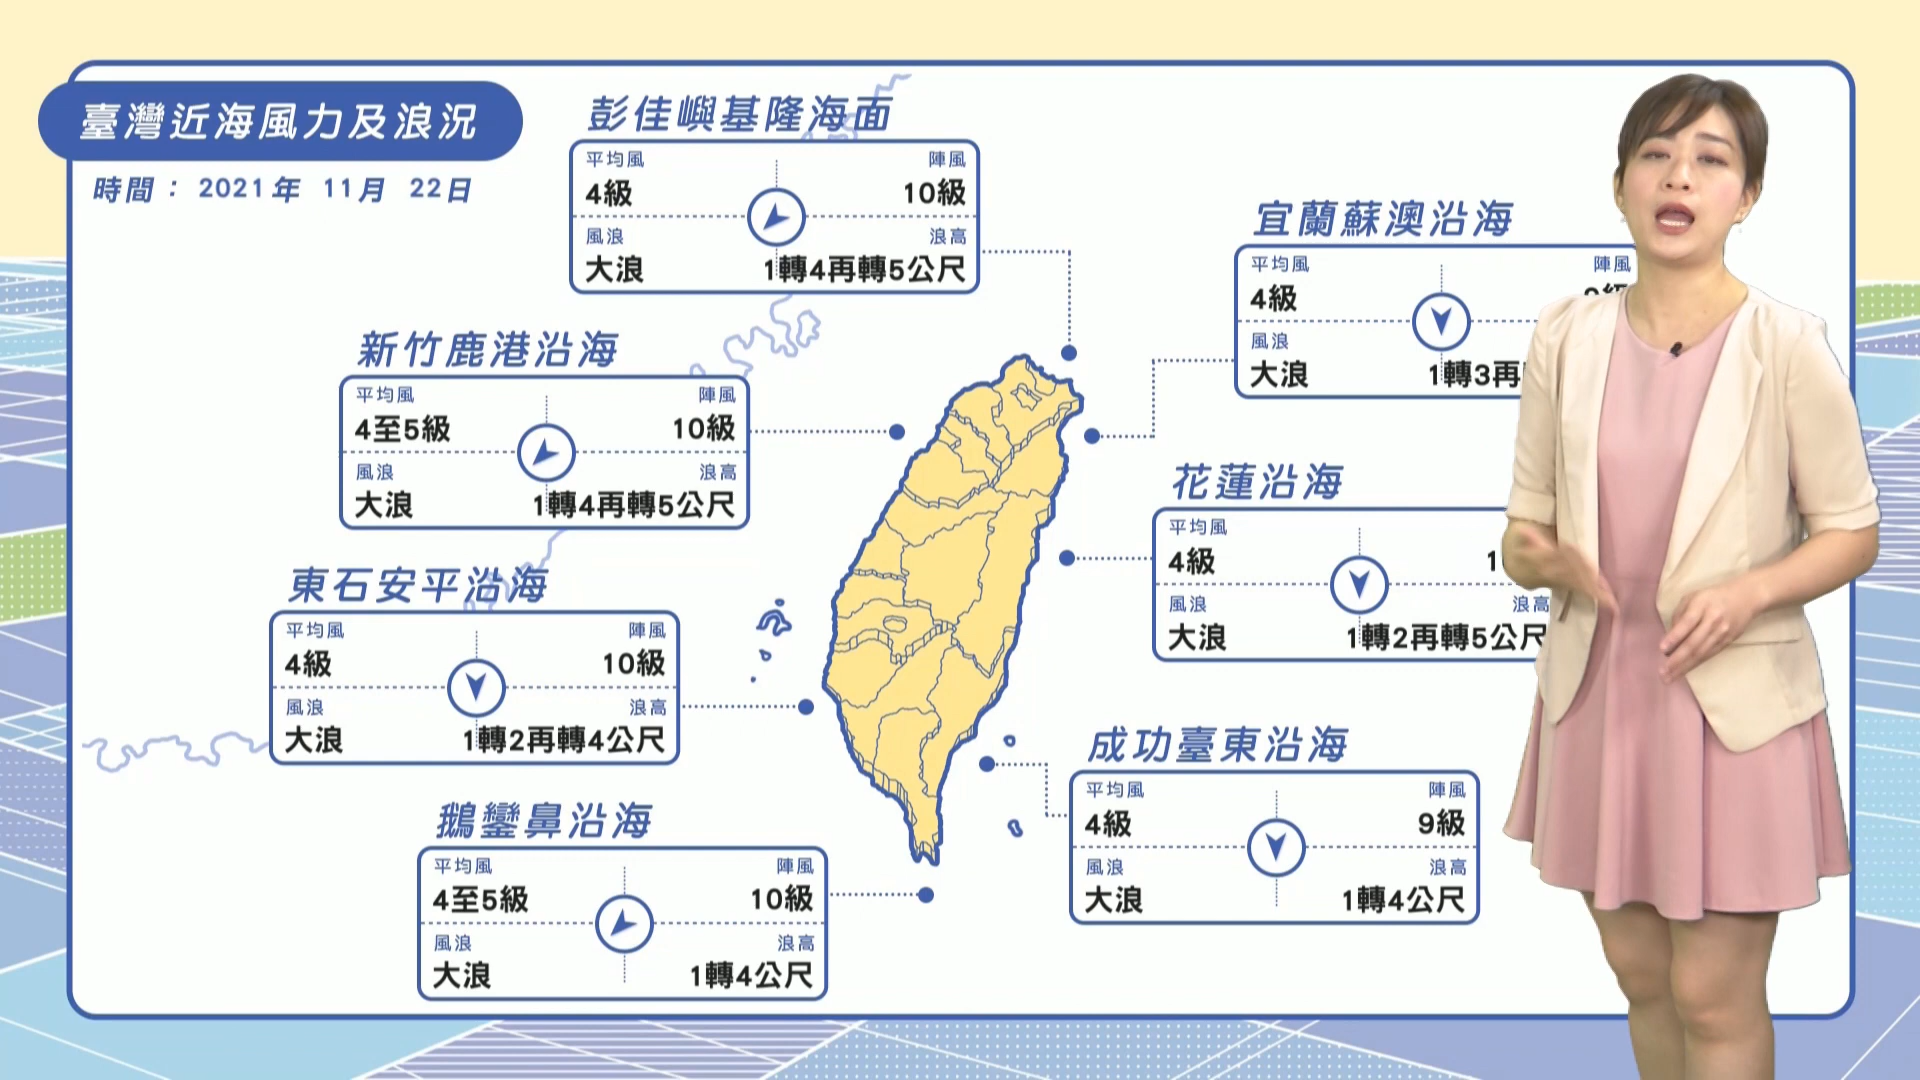 臺灣近海風力及浪況
時間： 2021年 11月 22日
彭佳嶼基隆海面
平均風 陣風
4級 10級
風浪 浪高
大浪 1轉4再轉5公尺
宜蘭蘇澳沿海
平均風 陣風
4級
風浪
大浪 1轉3再
新竹鹿港沿海
平均風 陣風
4至5級 10級
風浪 浪高
大浪 1轉4再轉5公尺
花蓮沿海
平均風
4級
風浪 浪高
大浪 1轉2再轉5公尺
東石安平沿海
平均風 陣風
4級 10級
風浪 浪高
大浪 1轉2再轉4公尺
成功臺東沿海
平均風 陣風
4級 9級
風浪 浪高
大浪 1轉4公尺
鵝鑾鼻沿海
平均風 陣風
4至5級 10級
風浪 浪高
大浪 1轉4公尺